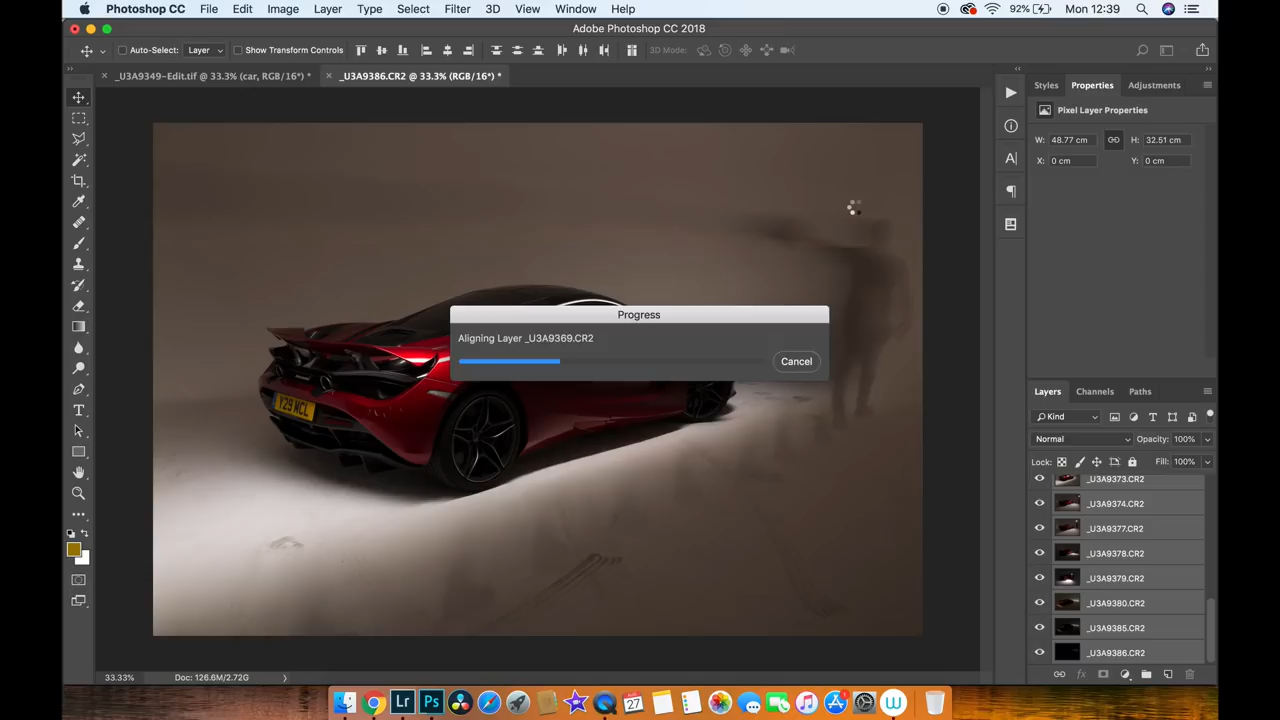 Photoshop CC File Edit Image Layer Type Select Filter 3D View Window Help 92% Mon 12:39
Adobe Photoshop CC 2018
Auto-Select: Layer Show Transform Controls 3D Mode:
_U3A9349-Edit.tif @ 33.3% (car, RGB/16*) * _U3A9386.CR2 @ 33.3% (RGB/16*) *
Styles Properties Adjustments
Pixel Layer Properties
W: 48.77 cm H: 32.51 cm
X: 0 cm Y: 0 cm
Progress
Aligning Layer _U3A9369.CR2
Cancel
Y29 MCL
Layers Channels Paths
Kind
Normal Opacity: 100%
Lock: Fill: 100%
_U3A9373.CR2
_U3A9374.CR2
_U3A9377.CR2
_U3A9378.CR2
_U3A9379.CR2
_U3A9380.CR2
_U3A9385.CR2
_U3A9386.CR2
33.33% Doc: 126.6M/2.72G
Lr Ps 27 W